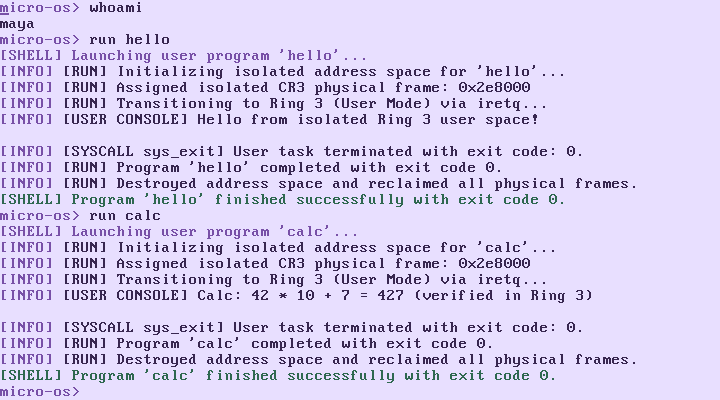 micro-os> whoami
maya
micro-os> run hello
[SHELL] Launching user program 'hello'...
[INFO] [RUN] Initializing isolated address space for 'hello'...
[INFO] [RUN] Assigned isolated CR3 physical frame: 0x2e8000
[INFO] [RUN] Transitioning to Ring 3 (User Mode) via iretq...
[INFO] [USER CONSOLE] Hello from isolated Ring 3 user space!
[INFO] [SYSCALL sys_exit] User task terminated with exit code: 0.
[INFO] [RUN] Program 'hello' completed with exit code 0.
[INFO] [RUN] Destroyed address space and reclaimed all physical frames.
[SHELL] Program 'hello' finished successfully with exit code 0.
micro-os> run calc
[SHELL] Launching user program 'calc'...
[INFO] [RUN] Initializing isolated address space for 'calc'...
[INFO] [RUN] Assigned isolated CR3 physical frame: 0x2e8000
[INFO] [RUN] Transitioning to Ring 3 (User Mode) via iretq...
[INFO] [USER CONSOLE] Calc: 42 * 10 + 7 = 427 (verified in Ring 3)
[INFO] [SYSCALL sys_exit] User task terminated with exit code: 0.
[INFO] [RUN] Program 'calc' completed with exit code 0.
[INFO] [RUN] Destroyed address space and reclaimed all physical frames.
[SHELL] Program 'calc' finished successfully with exit code 0.
micro-os>